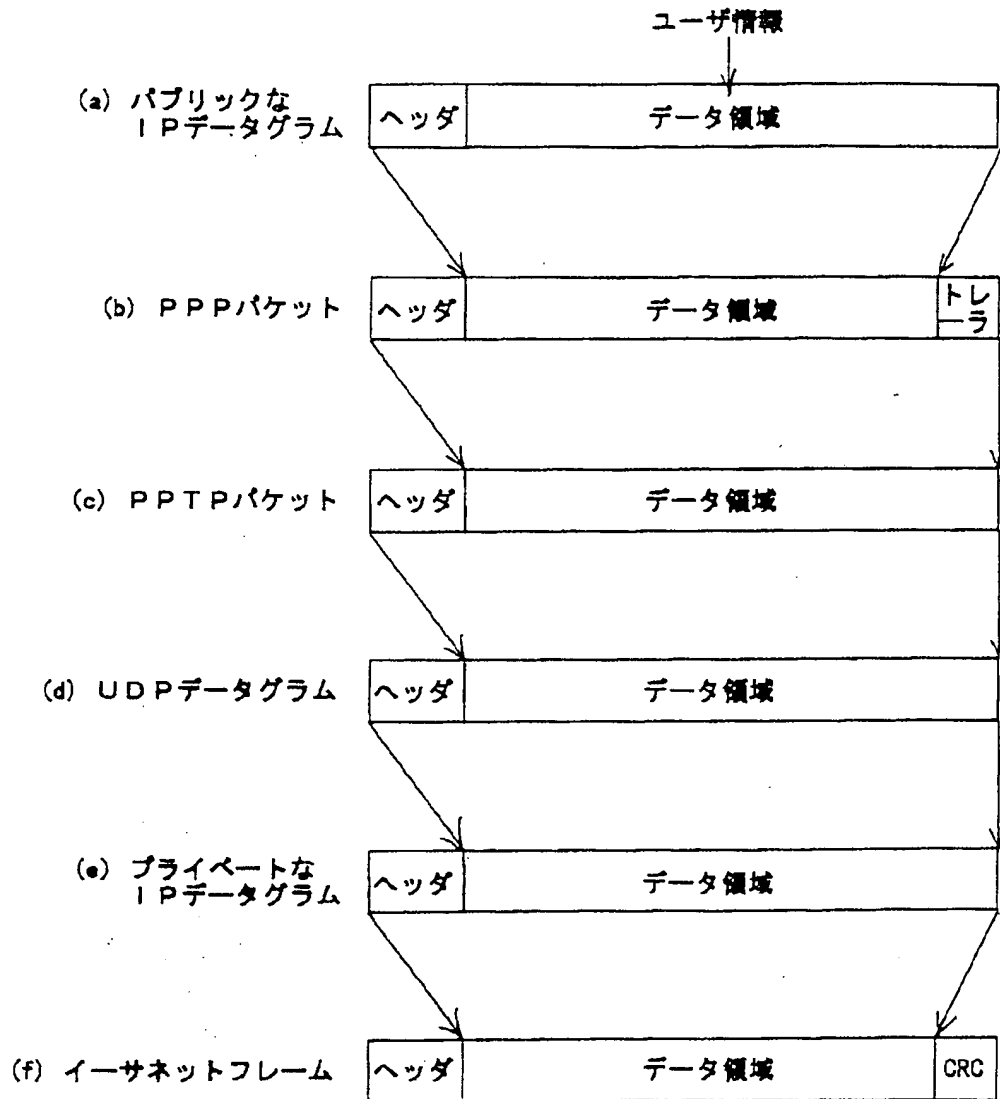 ユーザ情報
(a) パブリックな
IPデータグラム
ヘッダ
データ領域
(b) PPPパケット
ヘッダ
データ領域
トレーラ
(c) PPTPパケット
ヘッダ
データ領域
(d) UDPデータグラム
ヘッダ
データ領域
(e) プライベートな
IPデータグラム
ヘッダ
データ領域
(f) イーサネットフレーム
ヘッダ
データ領域
CRC